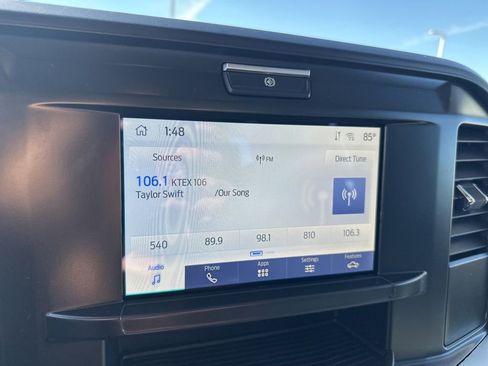 1:48 85°
Sources FM Direct Tune
106.1 KTEX 106
Taylor Swift /Our Song
540 89.9 98.1 810 106.3
Audio Phone Apps Settings Features